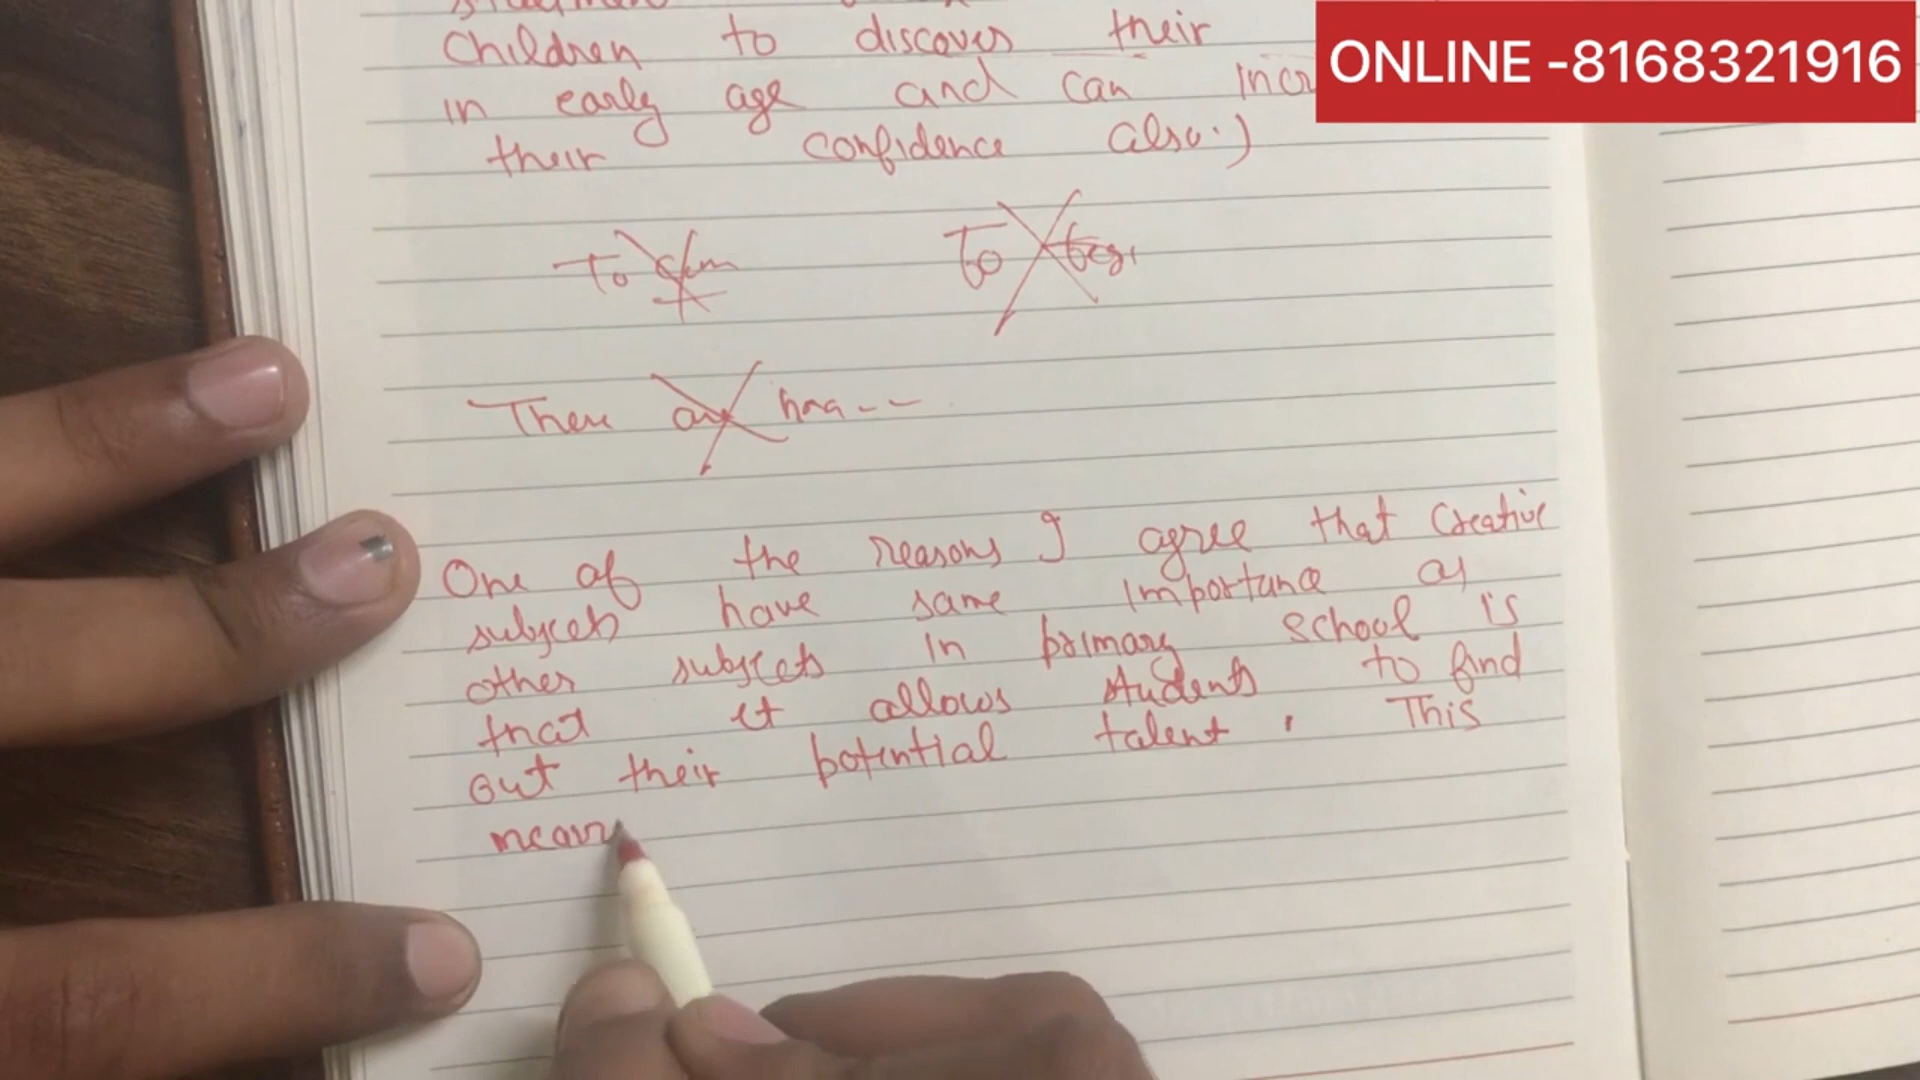 ONLINE -8168321916
Children to discover their
in early age and can incr
their confidence also.)
To
To
There are
One of the reasons I agree that creative
subjects have same importance as
other subjects in primary school is
that it allows students to find
out their potential talent. This
mean